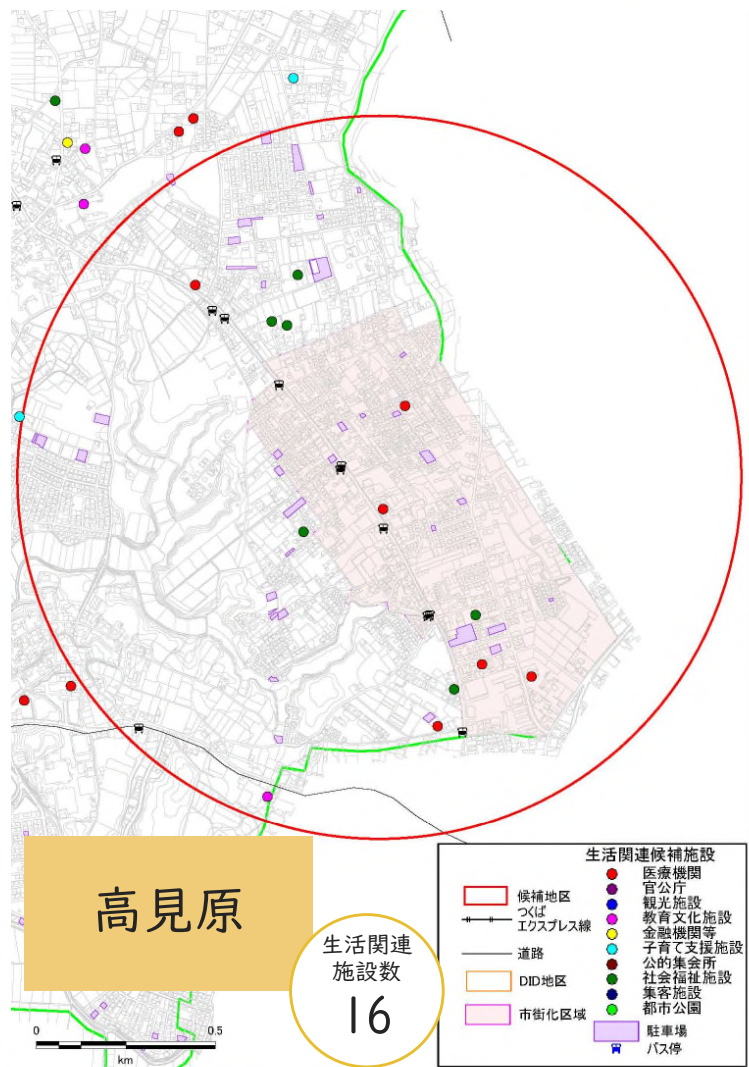 高見原
生活関連
施設数
16
0 0.5
km
生活関連候補施設
候補地区
つくば
エクスプレス線
道路
DID地区
市街化区域
医療機関
官公庁
観光施設
教育文化施設
金融機関等
子育て支援施設
公的集会所
社会福祉施設
集客施設
都市公園
駐車場
バス停